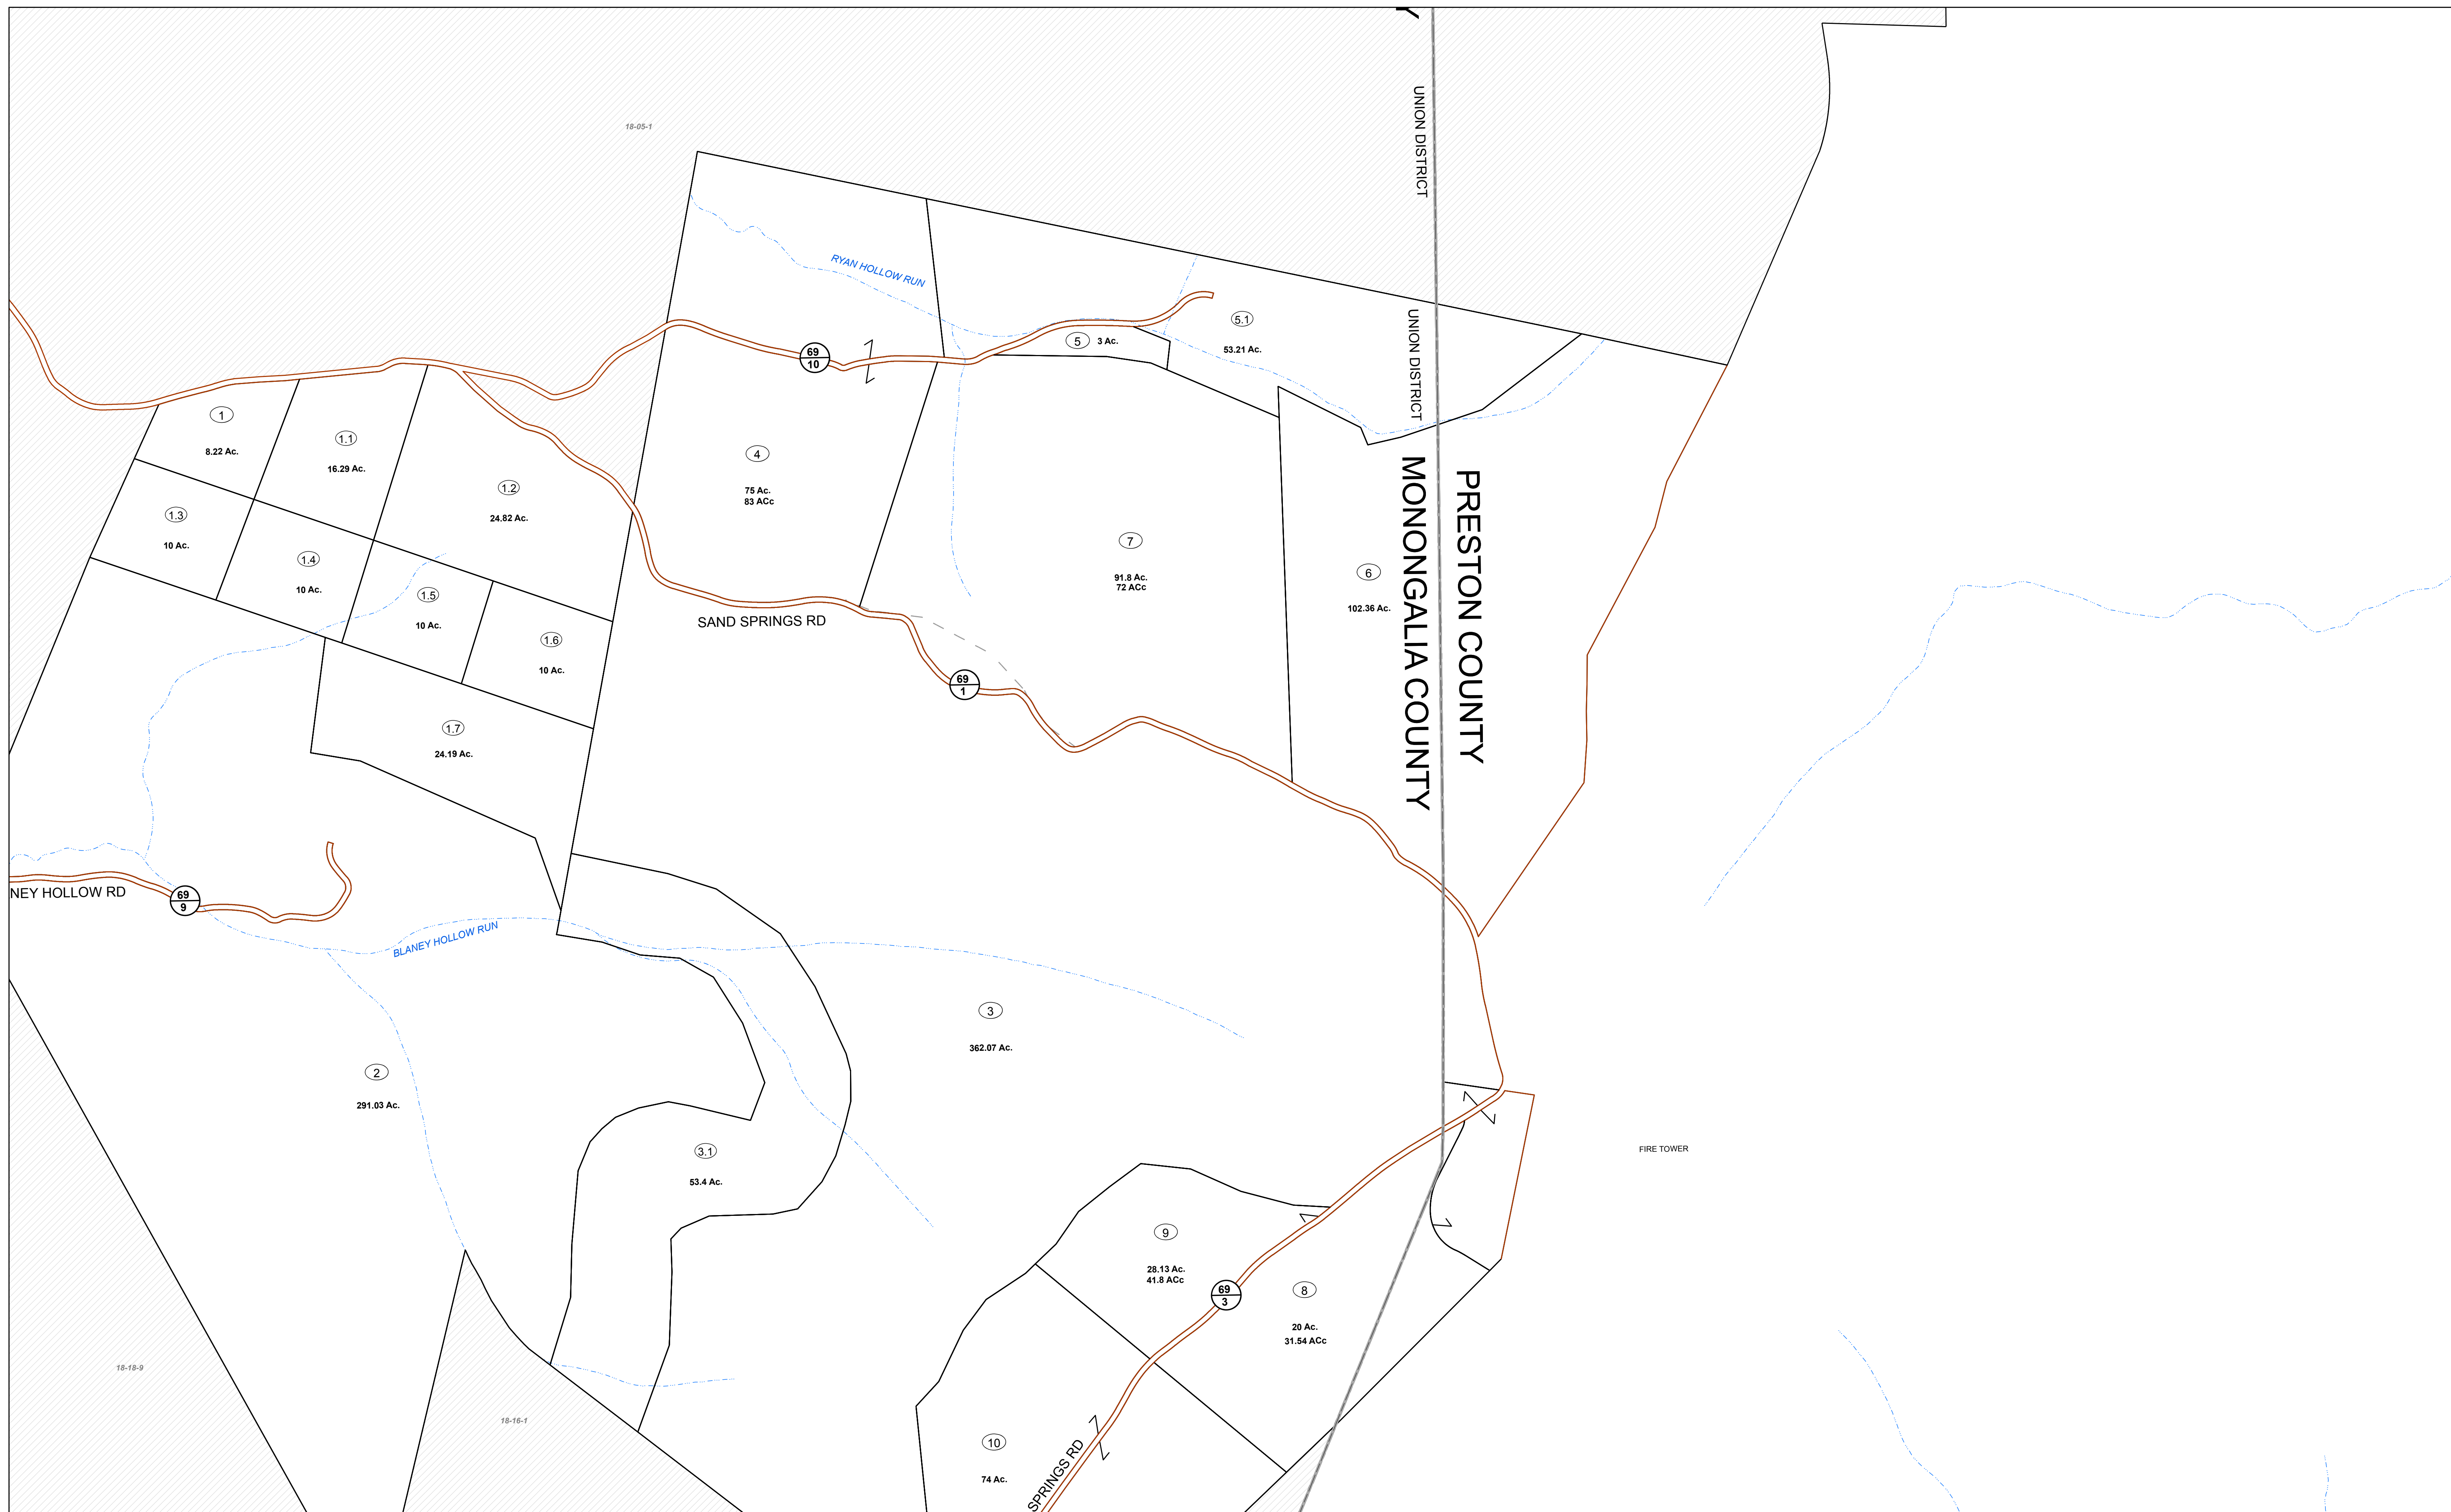 Y
UNION DISTRICT
18-05-1
RYAN HOLLOW RUN
UNION DISTRICT
5.1
53.21 Ac.
5
3 Ac.
69
10
1
8.22 Ac.
1.1
16.29 Ac.
1.2
24.82 Ac.
4
75 Ac.
83 ACc
1.3
10 Ac.
1.4
10 Ac.
1.5
10 Ac.
1.6
10 Ac.
7
91.8 Ac.
72 ACc
6
102.36 Ac.
MONONGALIA COUNTY
PRESTON COUNTY
SAND SPRINGS RD
69
1
1.7
24.19 Ac.
NEY HOLLOW RD
69
9
BLANEY HOLLOW RUN
3
362.07 Ac.
2
291.03 Ac.
3.1
53.4 Ac.
FIRE TOWER
9
28.13 Ac.
41.8 ACc
69
3
8
20 Ac.
31.54 ACc
18-18-9
18-16-1
10
74 Ac.
SPRINGS RD